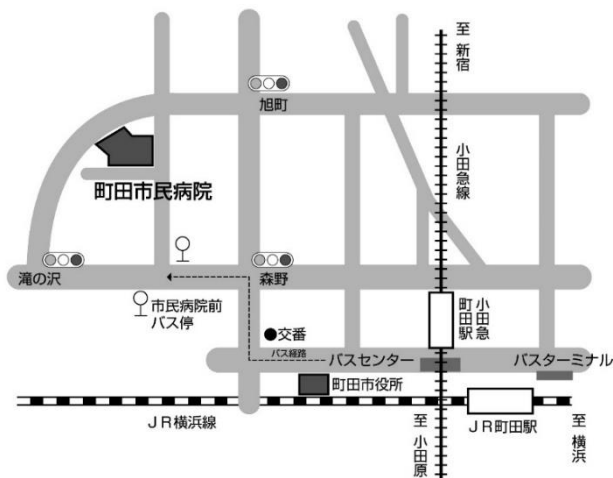 至 新宿
旭町
小田急線
町田市民病院
滝の沢
森野
市民病院前
バス停
小田急
町田駅
交番
バス経路
バスセンター
バスターミナル
町田市役所
JR横浜線
至 小田原
JR町田駅
至 横浜